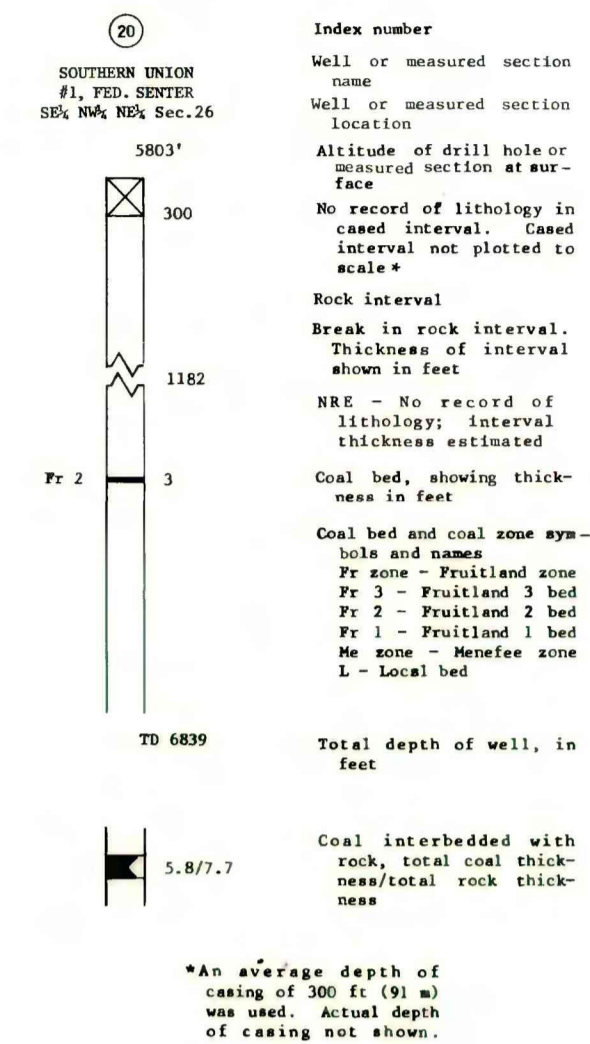 20
SOUTHERN UNION
#1, FED. SENTER
SE¼ NW¼ NE¼ Sec.26
5803'
300
1182
Fr 2
3
TD 6839
5.8/7.7
Index number
Well or measured section
name
Well or measured section
location
Altitude of drill hole or
measured section at sur-
face
No record of lithology in
cased interval. Cased
interval not plotted to
scale *
Rock interval
Break in rock interval.
Thickness of interval
shown in feet
NRE - No record of
lithology; interval
thickness estimated
Coal bed, showing thick-
ness in feet
Coal bed and coal zone sym-
bols and names
Fr zone - Fruitland zone
Fr 3 - Fruitland 3 bed
Fr 2 - Fruitland 2 bed
Fr 1 - Fruitland 1 bed
Me zone - Menefee zone
L - Local bed
Total depth of well, in
feet
Coal interbedded with
rock, total coal thick-
ness/total rock thick-
ness
*An average depth of
casing of 300 ft (91 m)
was used. Actual depth
of casing not shown.